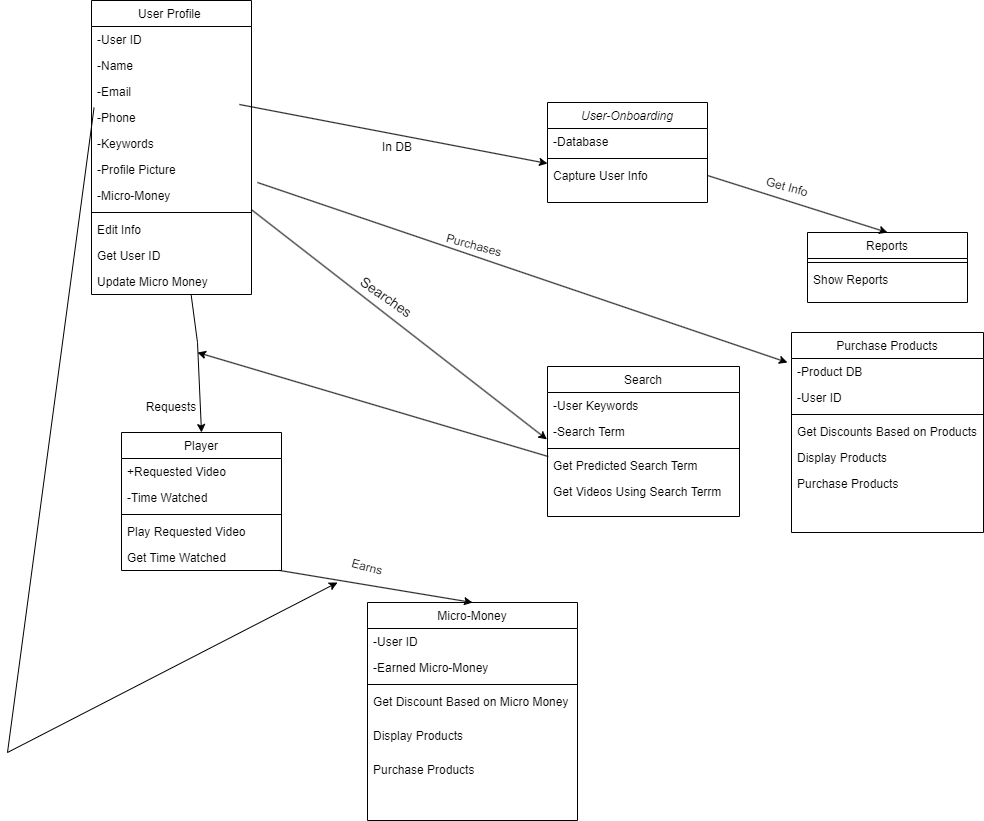 User Profile
-User ID
-Name
-Email
-Phone
-Keywords
-Profile Picture
-Micro-Money
Edit Info
Get User ID
Update Micro Money
In DB
User-Onboarding
-Database
Capture User Info
Get Info
Reports
Show Reports
Purchases
Searches
Purchase Products
-Product DB
-User ID
Get Discounts Based on Products
Display Products
Purchase Products
Search
-User Keywords
-Search Term
Get Predicted Search Term
Get Videos Using Search Terrm
Requests
Player
+Requested Video
-Time Watched
Play Requested Video
Get Time Watched
Earns
Micro-Money
-User ID
-Earned Micro-Money
Get Discount Based on Micro Money
Display Products
Purchase Products